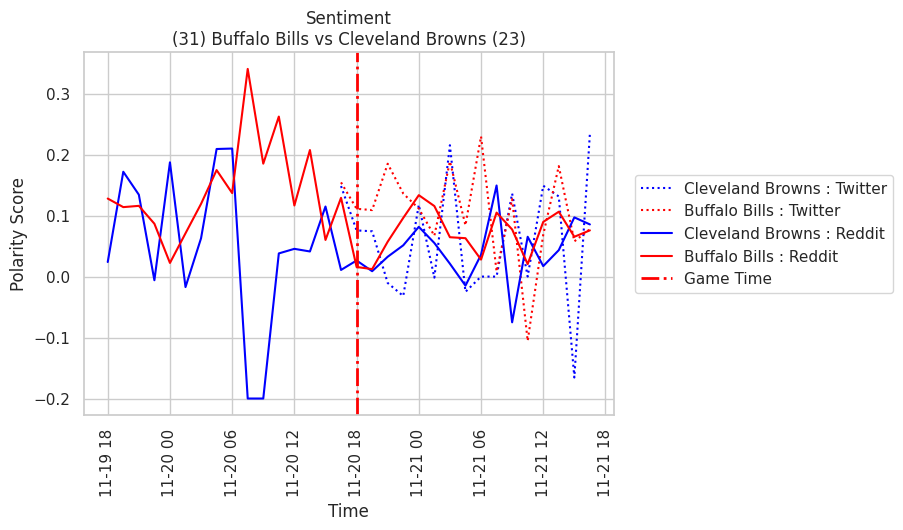 Sentiment
(31) Buffalo Bills vs Cleveland Browns (23)
Polarity Score
0.3
0.2
0.1
0.0
−0.1
−0.2
11-19 18
11-20 00
11-20 06
11-20 12
11-20 18
11-21 00
11-21 06
11-21 12
11-21 18
Time
Cleveland Browns : Twitter
Buffalo Bills : Twitter
Cleveland Browns : Reddit
Buffalo Bills : Reddit
Game Time